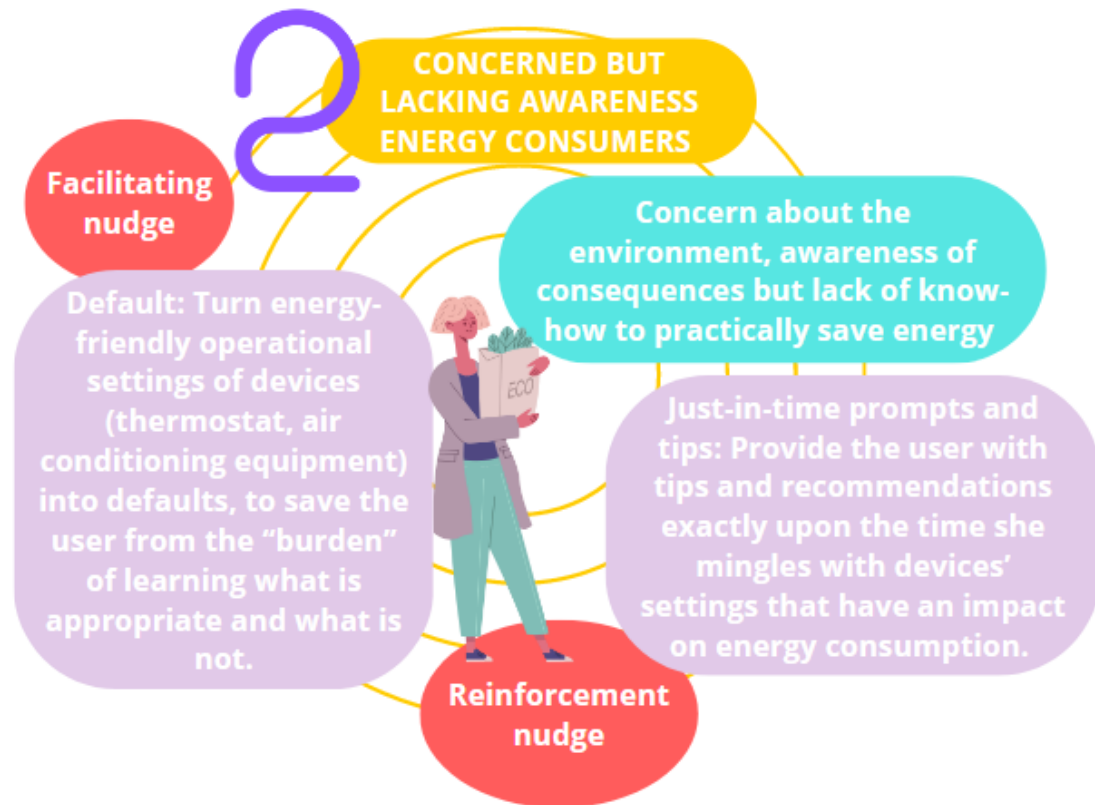 2
CONCERNED BUT
LACKING AWARENESS
ENERGY CONSUMERS
Facilitating
nudge
Concern about the
environment, awareness of
consequences but lack of know-
how to practically save energy
Default: Turn energy-
friendly operational
settings of devices
(thermostat, air
conditioning equipment)
into defaults, to save the
user from the “burden”
of learning what is
appropriate and what is
not.
ECO
Just-in-time prompts and
tips: Provide the user with
tips and recommendations
exactly upon the time she
mingles with devices’
settings that have an impact
on energy consumption.
Reinforcement
nudge